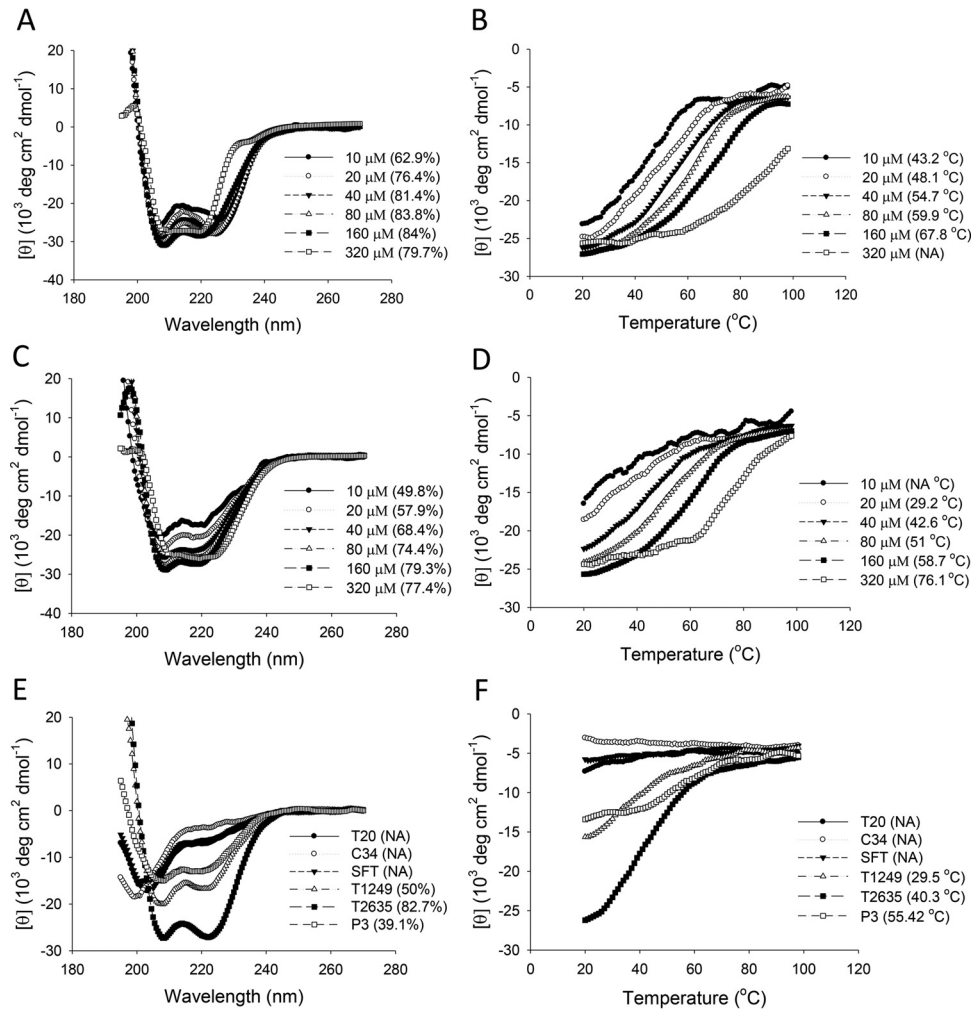 A
[θ] (10³ deg cm² dmol⁻¹)
20
10
0
-10
-20
-30
-40
180 200 220 240 260 280
Wavelength (nm)
10 μM (62.9%)
20 μM (76.4%)
40 μM (81.4%)
80 μM (83.8%)
160 μM (84%)
320 μM (79.7%)
B
[θ] (10³ deg cm² dmol⁻¹)
0
-5
-10
-15
-20
-25
-30
0 20 40 60 80 100 120
Temperature (°C)
10 μM (43.2 °C)
20 μM (48.1 °C)
40 μM (54.7 °C)
80 μM (59.9 °C)
160 μM (67.8 °C)
320 μM (NA)
C
[θ] (10³ deg cm² dmol⁻¹)
20
10
0
-10
-20
-30
-40
180 200 220 240 260 280
Wavelength (nm)
10 μM (49.8%)
20 μM (57.9%)
40 μM (68.4%)
80 μM (74.4%)
160 μM (79.3%)
320 μM (77.4%)
D
[θ] (10³ deg cm² dmol⁻¹)
0
-5
-10
-15
-20
-25
-30
0 20 40 60 80 100 120
Temperature (°C)
10 μM (NA °C)
20 μM (29.2 °C)
40 μM (42.6 °C)
80 μM (51 °C)
160 μM (58.7 °C)
320 μM (76.1 °C)
E
[θ] (10³ deg cm² dmol⁻¹)
20
10
0
-10
-20
-30
180 200 220 240 260 280
Wavelength (nm)
T20 (NA)
C34 (NA)
SFT (NA)
T1249 (50%)
T2635 (82.7%)
P3 (39.1%)
F
[θ] (10³ deg cm² dmol⁻¹)
0
-5
-10
-15
-20
-25
-30
0 20 40 60 80 100 120
Temperature (°C)
T20 (NA)
C34 (NA)
SFT (NA)
T1249 (29.5 °C)
T2635 (40.3 °C)
P3 (55.42 °C)